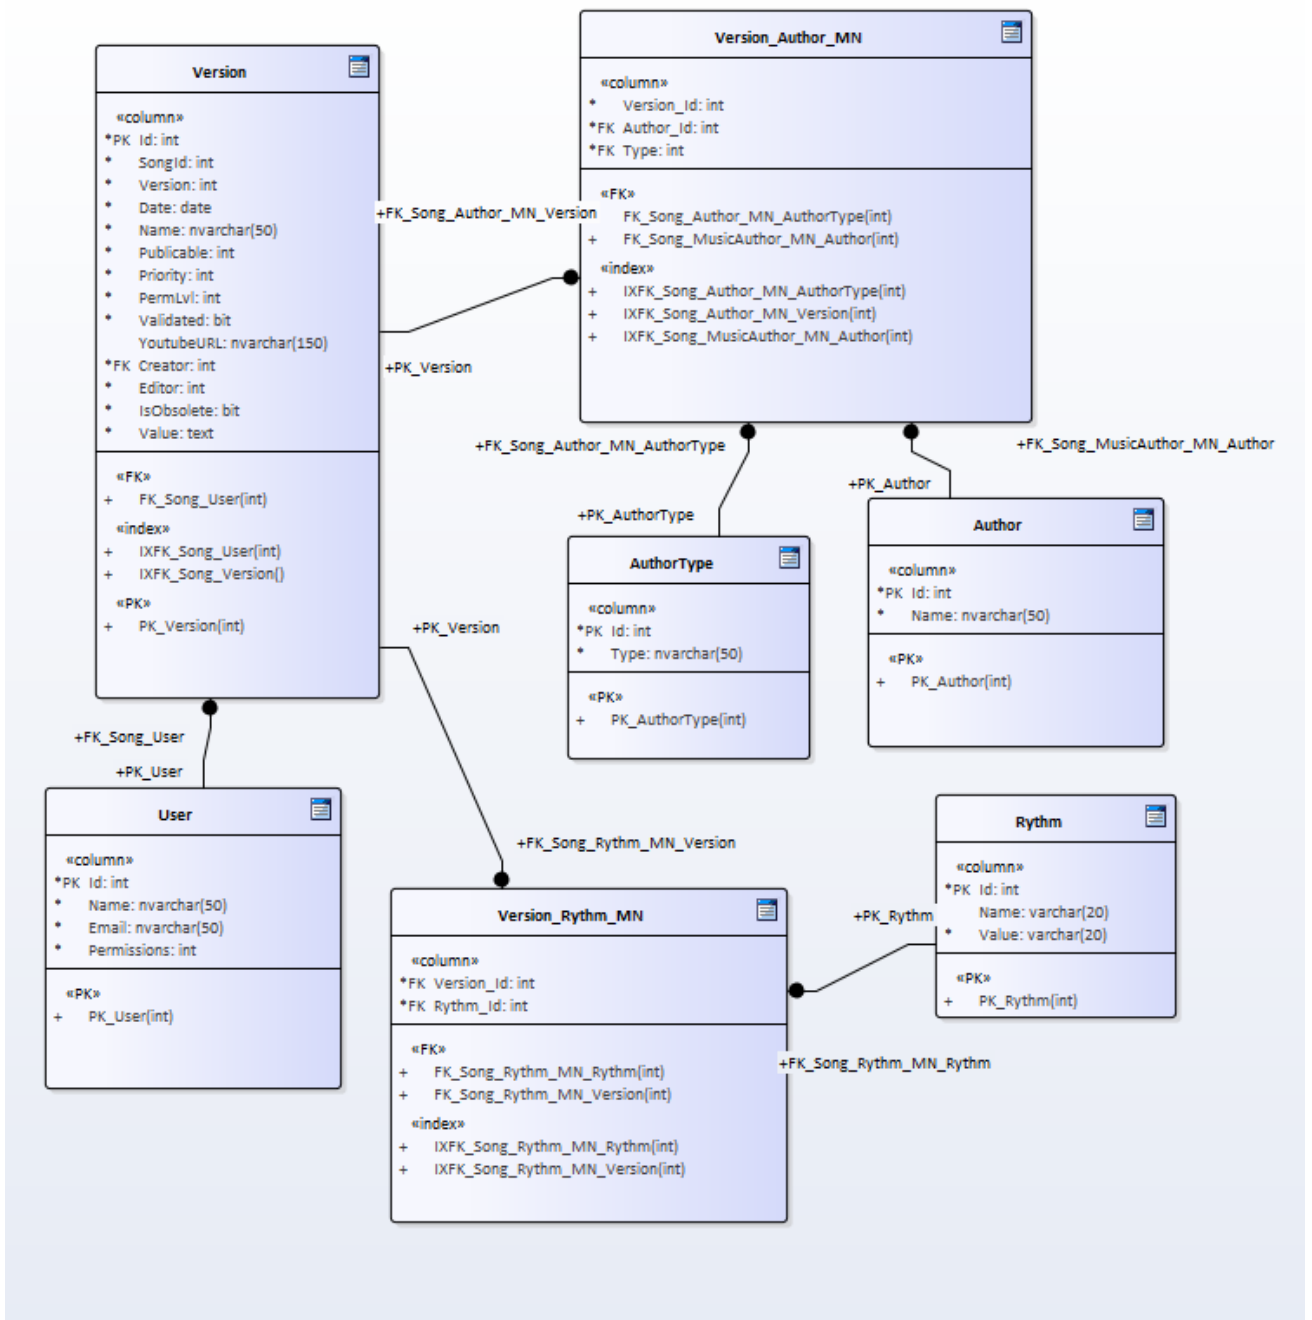 Version
«column»
*PK Id: int
* SongId: int
* Version: int
* Date: date
* Name: nvarchar(50)
* Publicable: int
* Priority: int
* PermLvl: int
* Validated: bit
YoutubeURL: nvarchar(150)
*FK Creator: int
* Editor: int
* IsObsolete: bit
* Value: text
«FK»
+ FK_Song_User(int)
«index»
+ IXFK_Song_User(int)
+ IXFK_Song_Version()
«PK»
+ PK_Version(int)
Version_Author_MN
«column»
* Version_Id: int
*FK Author_Id: int
*FK Type: int
«FK»
FK_Song_Author_MN_AuthorType(int)
+ FK_Song_MusicAuthor_MN_Author(int)
«index»
+ IXFK_Song_Author_MN_AuthorType(int)
+ IXFK_Song_Author_MN_Version(int)
+ IXFK_Song_MusicAuthor_MN_Author(int)
+FK_Song_Author_MN_Version
+PK_Version
+FK_Song_Author_MN_AuthorType
+FK_Song_MusicAuthor_MN_Author
+PK_Author
+PK_AuthorType
AuthorType
«column»
*PK Id: int
* Type: nvarchar(50)
«PK»
+ PK_AuthorType(int)
Author
«column»
*PK Id: int
* Name: nvarchar(50)
«PK»
+ PK_Author(int)
+PK_Version
+FK_Song_User
+PK_User
User
«column»
*PK Id: int
* Name: nvarchar(50)
* Email: nvarchar(50)
* Permissions: int
«PK»
+ PK_User(int)
+FK_Song_Rythm_MN_Version
Version_Rythm_MN
«column»
*FK Version_Id: int
*FK Rythm_Id: int
«FK»
+ FK_Song_Rythm_MN_Rythm(int)
+ FK_Song_Rythm_MN_Version(int)
«index»
+ IXFK_Song_Rythm_MN_Rythm(int)
+ IXFK_Song_Rythm_MN_Version(int)
+PK_Rythm
+FK_Song_Rythm_MN_Rythm
Rythm
«column»
*PK Id: int
Name: varchar(20)
* Value: varchar(20)
«PK»
+ PK_Rythm(int)